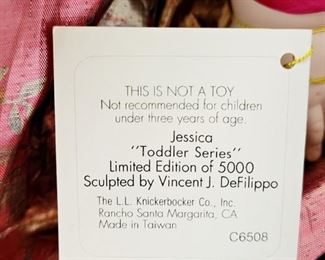 THIS IS NOT A TOY
Not recommended for children
under three years of age.
Jessica
"Toddler Series"
Limited Edition of 5000
Sculpted by Vincent J. DeFilippo
The L.L. Knickerbocker Co., Inc.
Rancho Santa Margarita, CA
Made in Taiwan
C6508